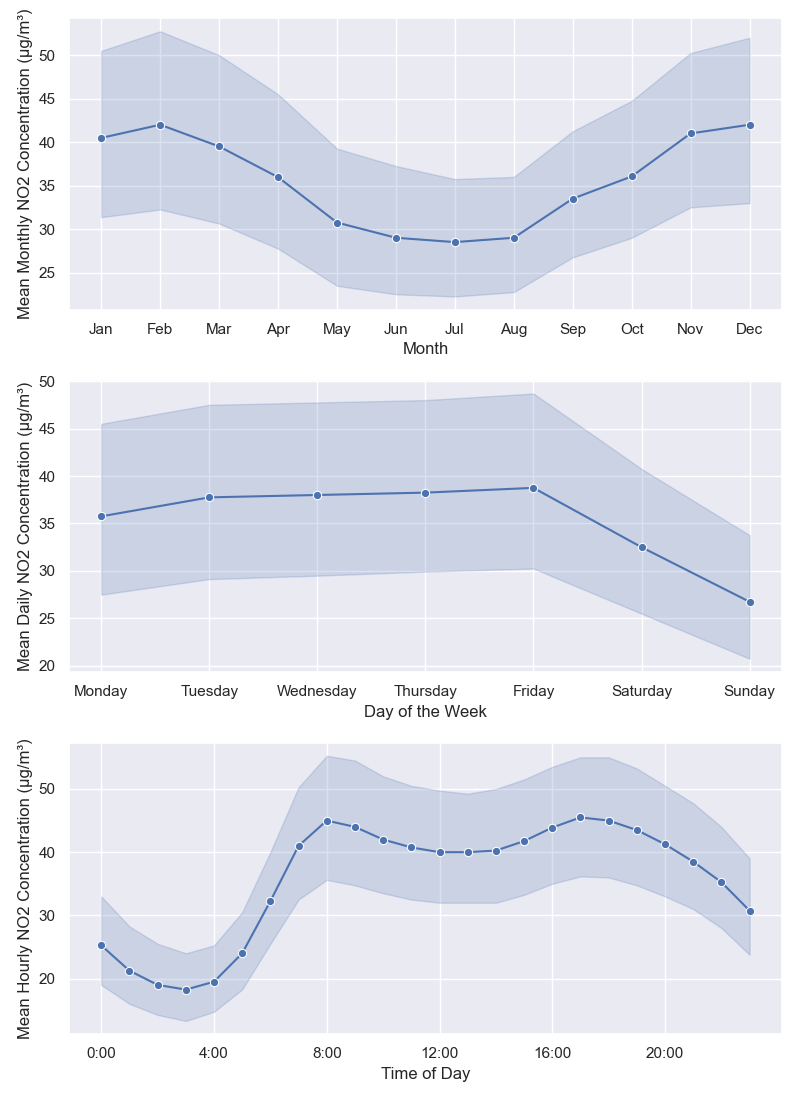 Mean Monthly NO2 Concentration (µg/m³)
50
45
40
35
30
25
Jan Feb Mar Apr May Jun Jul Aug Sep Oct Nov Dec
Month
Mean Daily NO2 Concentration (µg/m³)
50
45
40
35
30
25
20
Monday Tuesday Wednesday Thursday Friday Saturday Sunday
Day of the Week
Mean Hourly NO2 Concentration (µg/m³)
50
40
30
20
0:00 4:00 8:00 12:00 16:00 20:00
Time of Day